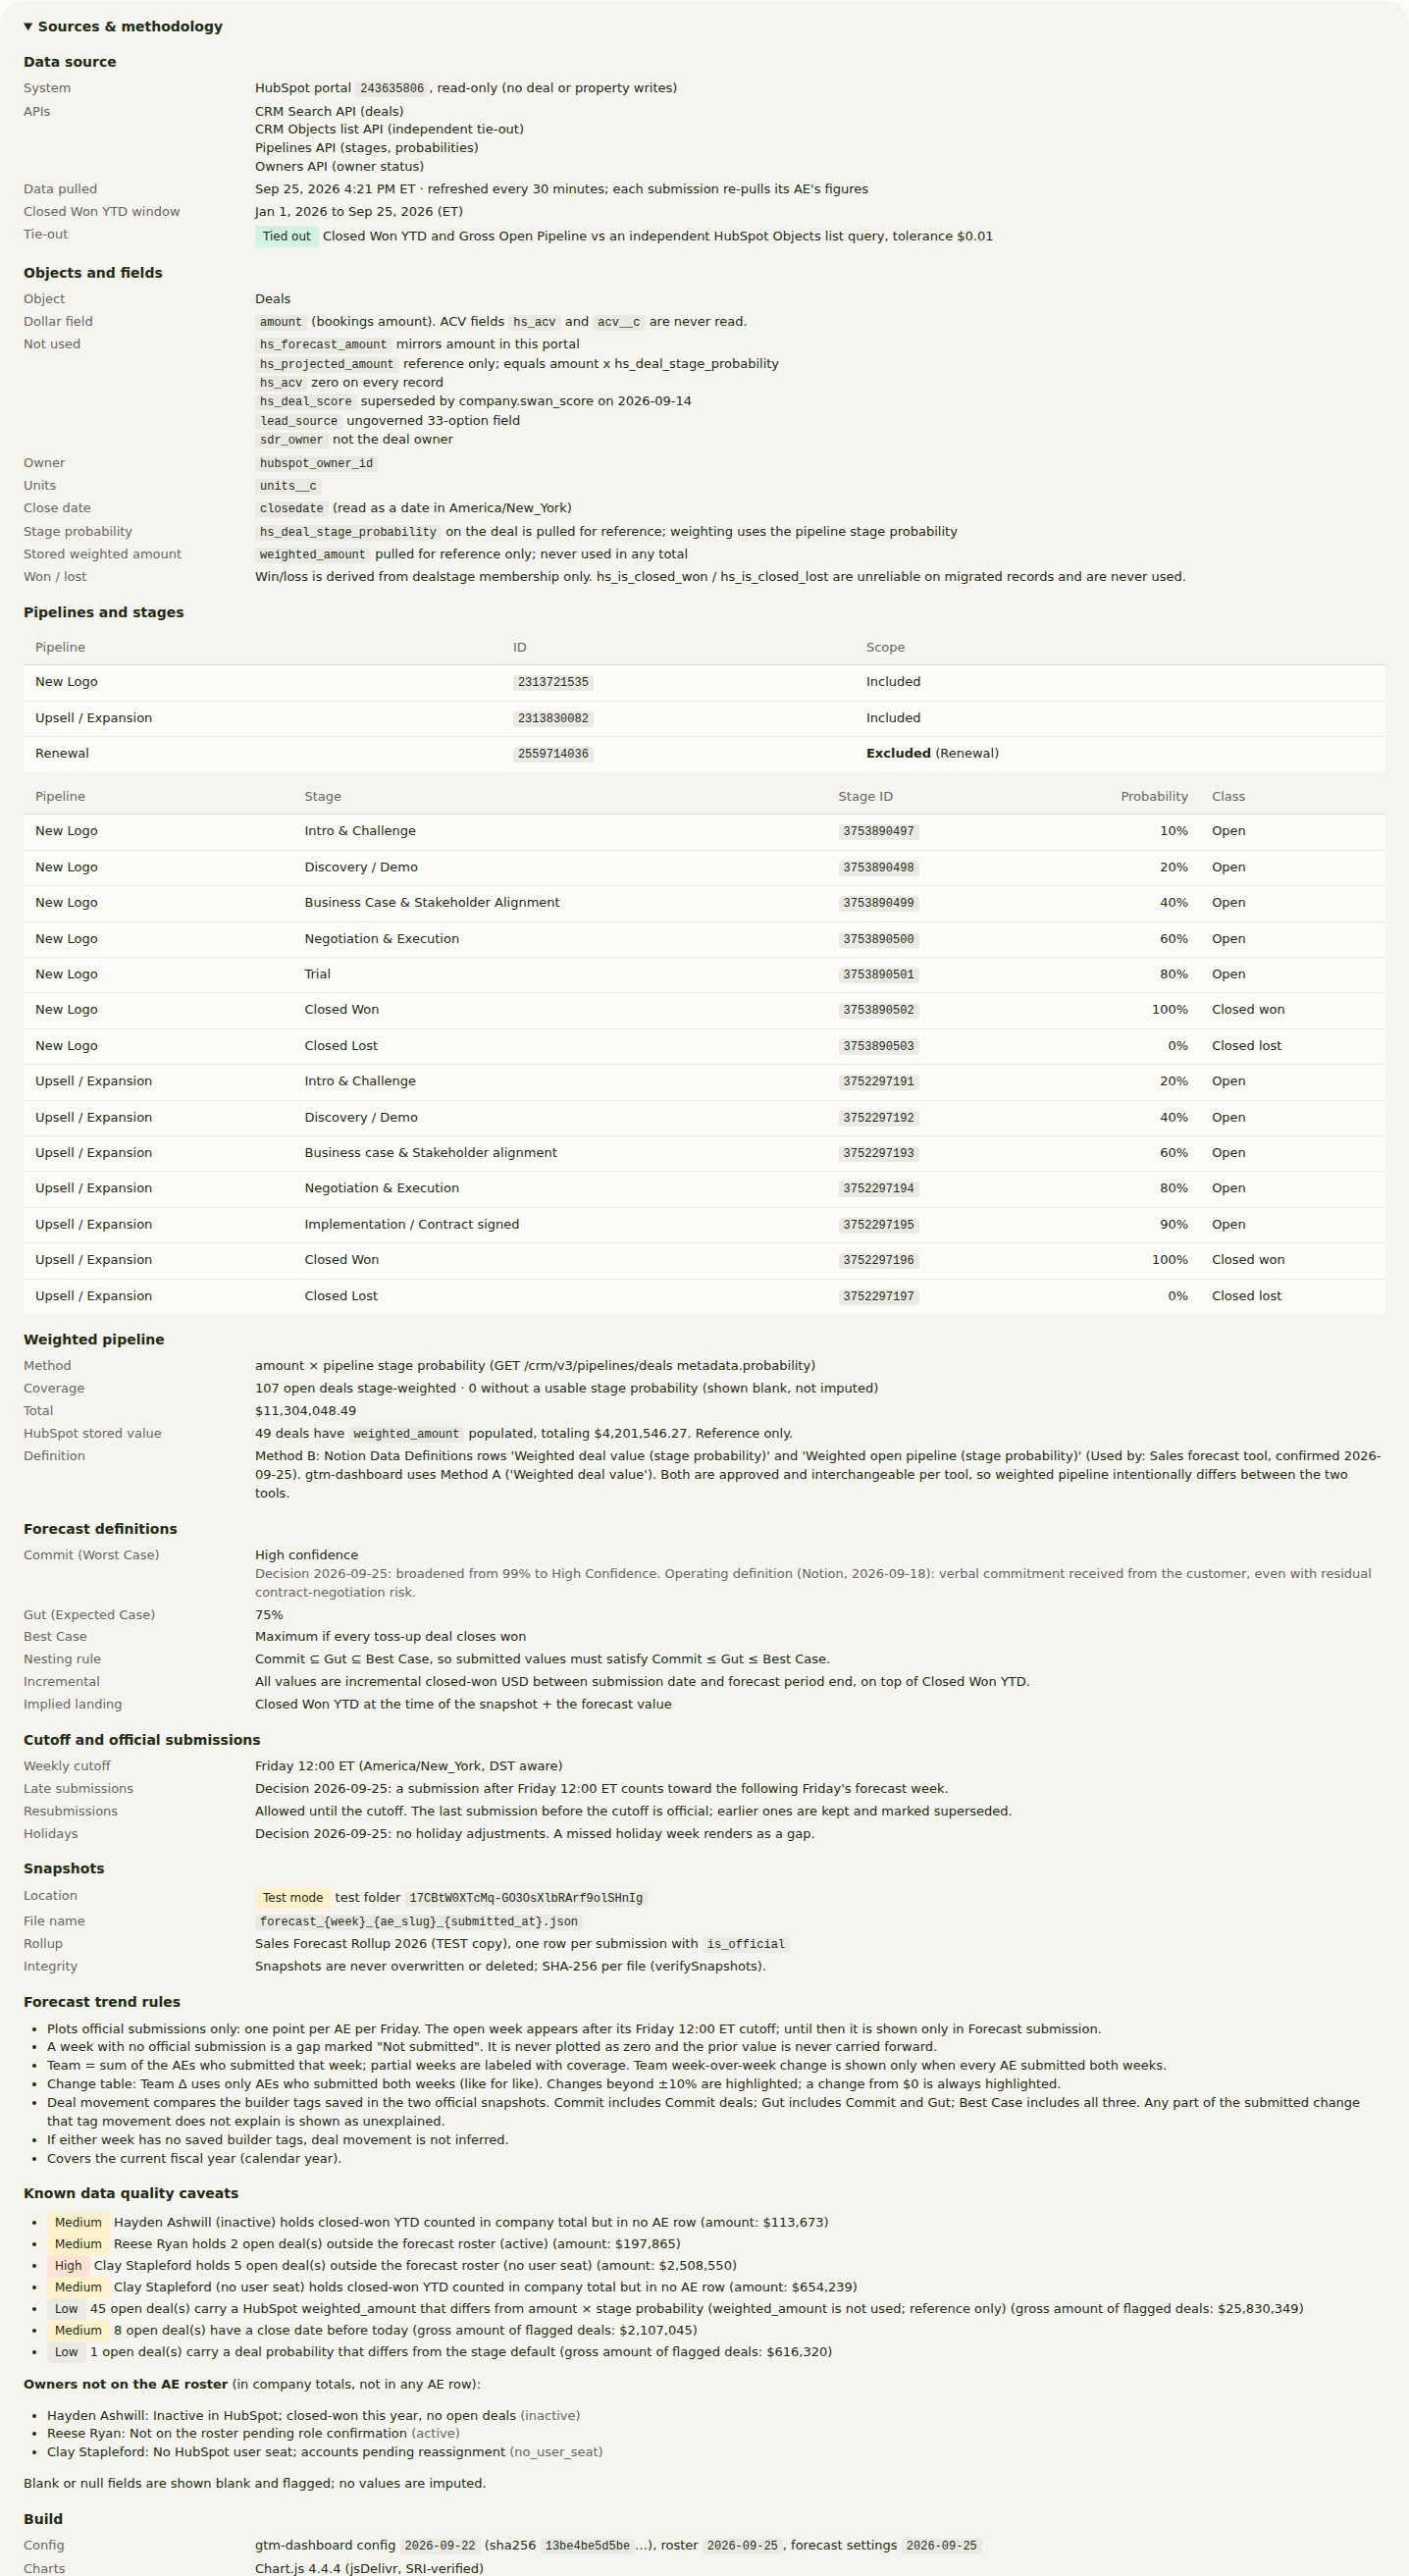 ▼ Sources & methodology
Data source
System HubSpot portal 243635806, read-only (no deal or property writes)
APIs CRM Search API (deals)
CRM Objects list API (independent tie-out)
Pipelines API (stages, probabilities)
Owners API (owner status)
Data pulled Sep 25, 2026 4:21 PM ET · refreshed every 30 minutes; each submission re-pulls its AE's figures
Closed Won YTD window Jan 1, 2026 to Sep 25, 2026 (ET)
Tie-out Tied out Closed Won YTD and Gross Open Pipeline vs an independent HubSpot Objects list query, tolerance $0.01
Objects and fields
Object Deals
Dollar field amount (bookings amount). ACV fields hs_acv and acv__c are never read.
Not used hs_forecast_amount mirrors amount in this portal
hs_projected_amount reference only; equals amount x hs_deal_stage_probability
hs_acv zero on every record
hs_deal_score superseded by company.swan_score on 2026-09-14
lead_source ungoverned 33-option field
sdr_owner not the deal owner
Owner hubspot_owner_id
Units units__c
Close date closedate (read as a date in America/New_York)
Stage probability hs_deal_stage_probability on the deal is pulled for reference; weighting uses the pipeline stage probability
Stored weighted amount weighted_amount pulled for reference only; never used in any total
Won / lost Win/loss is derived from dealstage membership only. hs_is_closed_won / hs_is_closed_lost are unreliable on migrated records and are never used.
Pipelines and stages
Pipeline ID Scope
New Logo 2313721535 Included
Upsell / Expansion 2313830082 Included
Renewal 2559714036 Excluded (Renewal)
Pipeline Stage Stage ID Probability Class
New Logo Intro & Challenge 3753890497 10% Open
New Logo Discovery / Demo 3753890498 20% Open
New Logo Business Case & Stakeholder Alignment 3753890499 40% Open
New Logo Negotiation & Execution 3753890500 60% Open
New Logo Trial 3753890501 80% Open
New Logo Closed Won 3753890502 100% Closed won
New Logo Closed Lost 3753890503 0% Closed lost
Upsell / Expansion Intro & Challenge 3752297191 20% Open
Upsell / Expansion Discovery / Demo 3752297192 40% Open
Upsell / Expansion Business case & Stakeholder alignment 3752297193 60% Open
Upsell / Expansion Negotiation & Execution 3752297194 80% Open
Upsell / Expansion Implementation / Contract signed 3752297195 90% Open
Upsell / Expansion Closed Won 3752297196 100% Closed won
Upsell / Expansion Closed Lost 3752297197 0% Closed lost
Weighted pipeline
Method amount × pipeline stage probability (GET /crm/v3/pipelines/deals metadata.probability)
Coverage 107 open deals stage-weighted · 0 without a usable stage probability (shown blank, not imputed)
Total $11,304,048.49
HubSpot stored value 49 deals have weighted_amount populated, totaling $4,201,546.27. Reference only.
Definition Method B: Notion Data Definitions rows 'Weighted deal value (stage probability)' and 'Weighted open pipeline (stage probability)' (Used by: Sales forecast tool, confirmed 2026-
09-25). gtm-dashboard uses Method A ('Weighted deal value'). Both are approved and interchangeable per tool, so weighted pipeline intentionally differs between the two
tools.
Forecast definitions
Commit (Worst Case) High confidence
Decision 2026-09-25: broadened from 99% to High Confidence. Operating definition (Notion, 2026-09-18): verbal commitment received from the customer, even with residual
contract-negotiation risk.
Gut (Expected Case) 75%
Best Case Maximum if every toss-up deal closes won
Nesting rule Commit ⊆ Gut ⊆ Best Case, so submitted values must satisfy Commit ≤ Gut ≤ Best Case.
Incremental All values are incremental closed-won USD between submission date and forecast period end, on top of Closed Won YTD.
Implied landing Closed Won YTD at the time of the snapshot + the forecast value
Cutoff and official submissions
Weekly cutoff Friday 12:00 ET (America/New_York, DST aware)
Late submissions Decision 2026-09-25: a submission after Friday 12:00 ET counts toward the following Friday's forecast week.
Resubmissions Allowed until the cutoff. The last submission before the cutoff is official; earlier ones are kept and marked superseded.
Holidays Decision 2026-09-25: no holiday adjustments. A missed holiday week renders as a gap.
Snapshots
Location Test mode test folder 17CBtW0XTcMq-GO3OsXlbRArf9olSHnIg
File name forecast_{week}_{ae_slug}_{submitted_at}.json
Rollup Sales Forecast Rollup 2026 (TEST copy), one row per submission with is_official
Integrity Snapshots are never overwritten or deleted; SHA-256 per file (verifySnapshots).
Forecast trend rules
• Plots official submissions only: one point per AE per Friday. The open week appears after its Friday 12:00 ET cutoff; until then it is shown only in Forecast submission.
• A week with no official submission is a gap marked "Not submitted". It is never plotted as zero and the prior value is never carried forward.
• Team = sum of the AEs who submitted that week; partial weeks are labeled with coverage. Team week-over-week change is shown only when every AE submitted both weeks.
• Change table: Team Δ uses only AEs who submitted both weeks (like for like). Changes beyond ±10% are highlighted; a change from $0 is always highlighted.
• Deal movement compares the builder tags saved in the two official snapshots. Commit includes Commit deals; Gut includes Commit and Gut; Best Case includes all three. Any part of the submitted change
that tag movement does not explain is shown as unexplained.
• If either week has no saved builder tags, deal movement is not inferred.
• Covers the current fiscal year (calendar year).
Known data quality caveats
• Medium Hayden Ashwill (inactive) holds closed-won YTD counted in company total but in no AE row (amount: $113,673)
• Medium Reese Ryan holds 2 open deal(s) outside the forecast roster (active) (amount: $197,865)
• High Clay Stapleford holds 5 open deal(s) outside the forecast roster (no user seat) (amount: $2,508,550)
• Medium Clay Stapleford (no user seat) holds closed-won YTD counted in company total but in no AE row (amount: $654,239)
• Low 45 open deal(s) carry a HubSpot weighted_amount that differs from amount × stage probability (weighted_amount is not used; reference only) (gross amount of flagged deals: $25,830,349)
• Medium 8 open deal(s) have a close date before today (gross amount of flagged deals: $2,107,045)
• Low 1 open deal(s) carry a deal probability that differs from the stage default (gross amount of flagged deals: $616,320)
Owners not on the AE roster (in company totals, not in any AE row):
• Hayden Ashwill: Inactive in HubSpot; closed-won this year, no open deals (inactive)
• Reese Ryan: Not on the roster pending role confirmation (active)
• Clay Stapleford: No HubSpot user seat; accounts pending reassignment (no_user_seat)
Blank or null fields are shown blank and flagged; no values are imputed.
Build
Config gtm-dashboard config 2026-09-22 (sha256 13be4be5d5be…), roster 2026-09-25, forecast settings 2026-09-25
Charts Chart.js 4.4.4 (jsDelivr, SRI-verified)